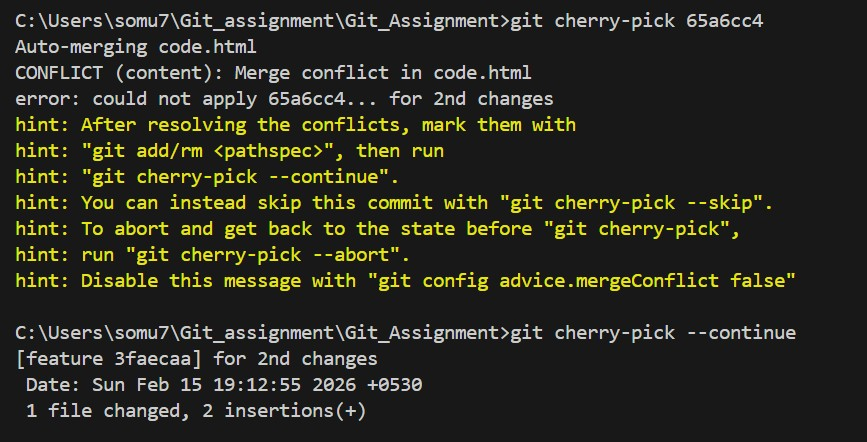 C:\Users\somu7\Git_assignment\Git_Assignment>git cherry-pick 65a6cc4
Auto-merging code.html
CONFLICT (content): Merge conflict in code.html
error: could not apply 65a6cc4... for 2nd changes
hint: After resolving the conflicts, mark them with
hint: "git add/rm <pathspec>", then run
hint: "git cherry-pick --continue".
hint: You can instead skip this commit with "git cherry-pick --skip".
hint: To abort and get back to the state before "git cherry-pick",
hint: run "git cherry-pick --abort".
hint: Disable this message with "git config advice.mergeConflict false"
C:\Users\somu7\Git_assignment\Git_Assignment>git cherry-pick --continue
[feature 3faecaa] for 2nd changes
 Date: Sun Feb 15 19:12:55 2026 +0530
 1 file changed, 2 insertions(+)